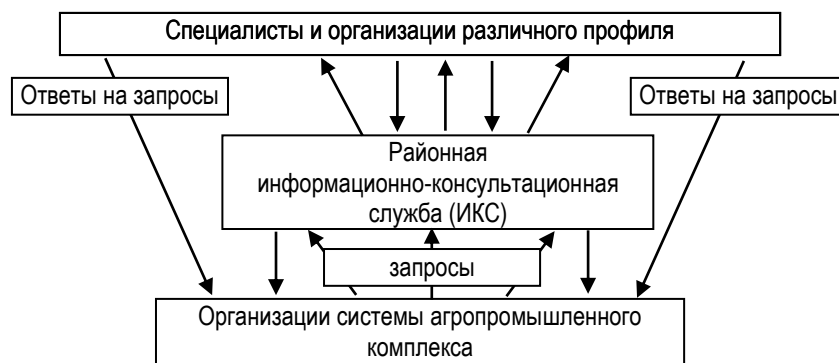 Специалисты и организации различного профиля
Ответы на запросы
Ответы на запросы
Районная
информационно-консультационная
служба (ИКС)
запросы
Организации системы агропромышленного
комплекса